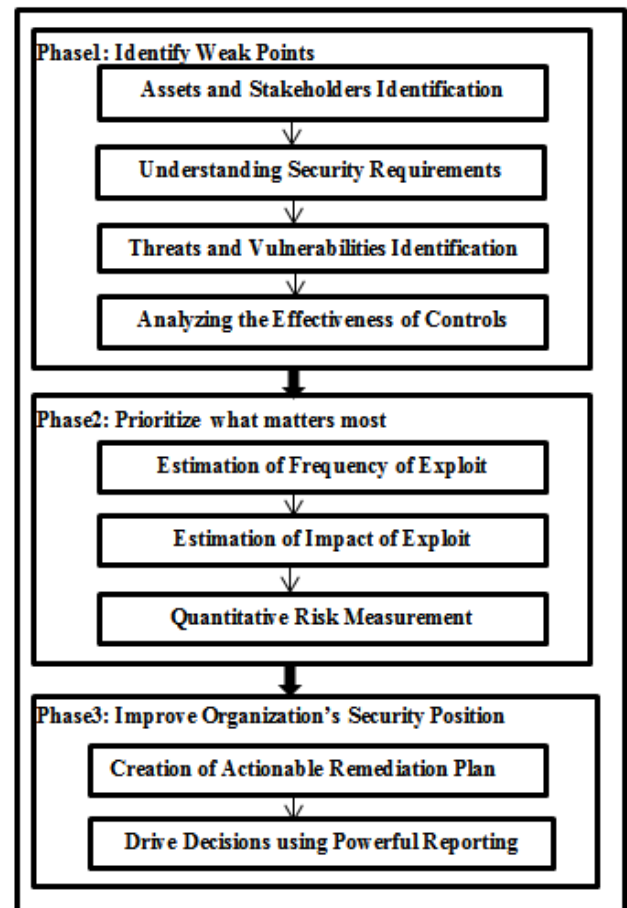 Phase1: Identify Weak Points
Assets and Stakeholders Identification
Understanding Security Requirements
Threats and Vulnerabilities Identification
Analyzing the Effectiveness of Controls
Phase2: Prioritize what matters most
Estimation of Frequency of Exploit
Estimation of Impact of Exploit
Quantitative Risk Measurement
Phase3: Improve Organization's Security Position
Creation of Actionable Remediation Plan
Drive Decisions using Powerful Reporting